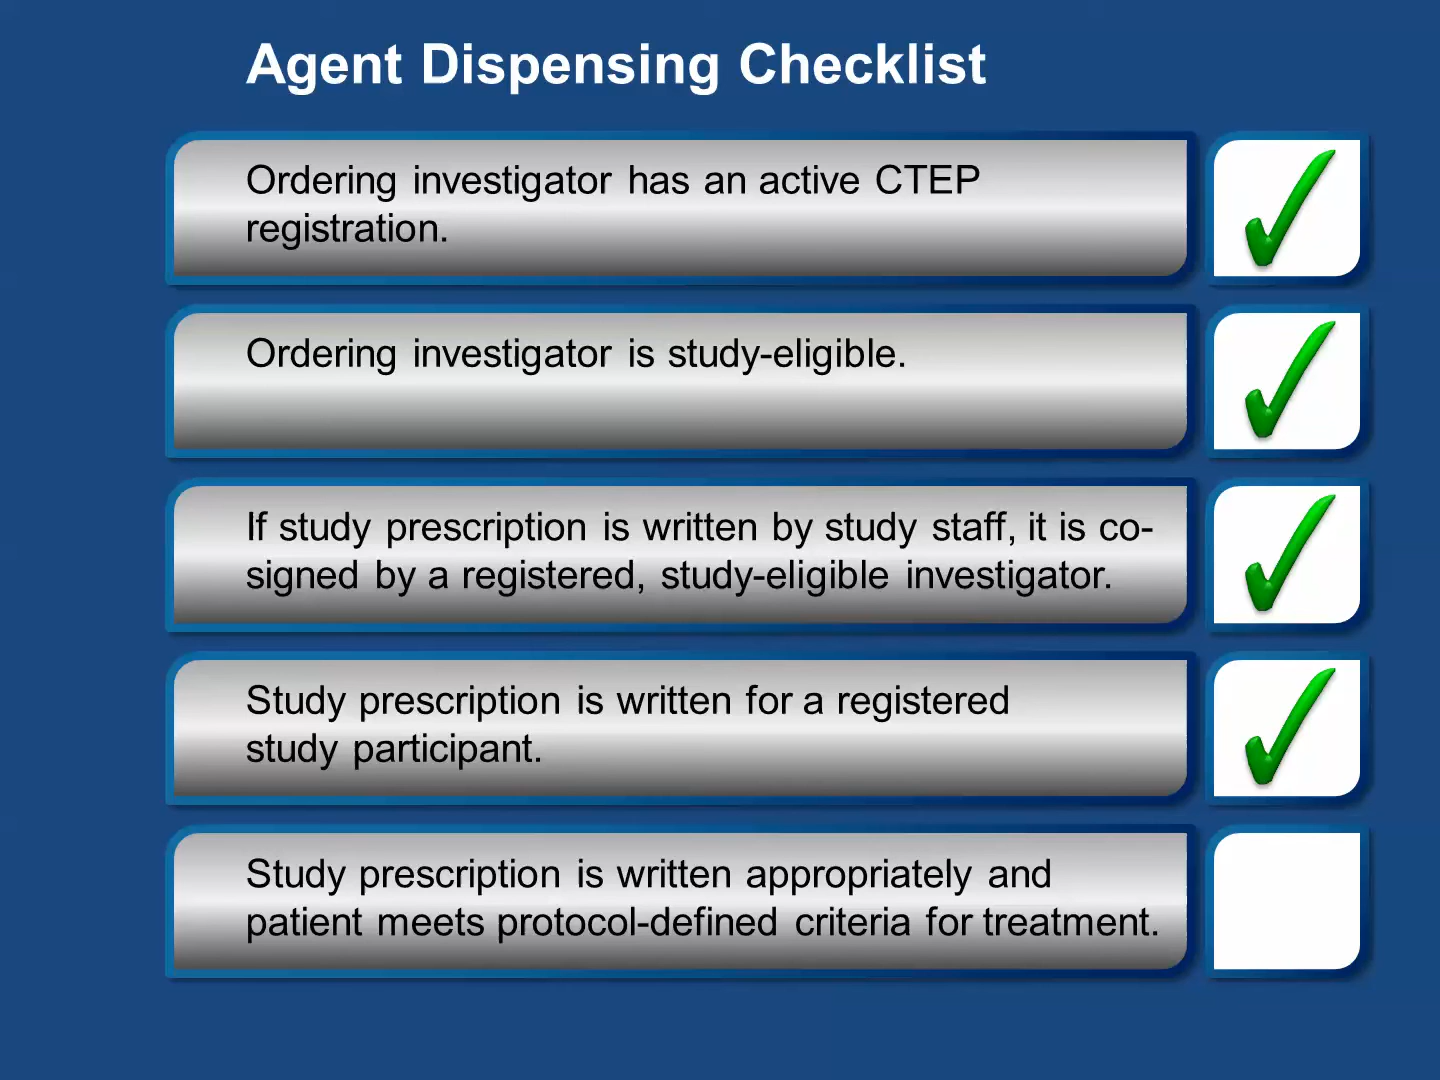 Agent Dispensing Checklist
Ordering investigator has an active CTEP
registration.
Ordering investigator is study-eligible.
If study prescription is written by study staff, it is co-
signed by a registered, study-eligible investigator.
Study prescription is written for a registered
study participant.
Study prescription is written appropriately and
patient meets protocol-defined criteria for treatment.